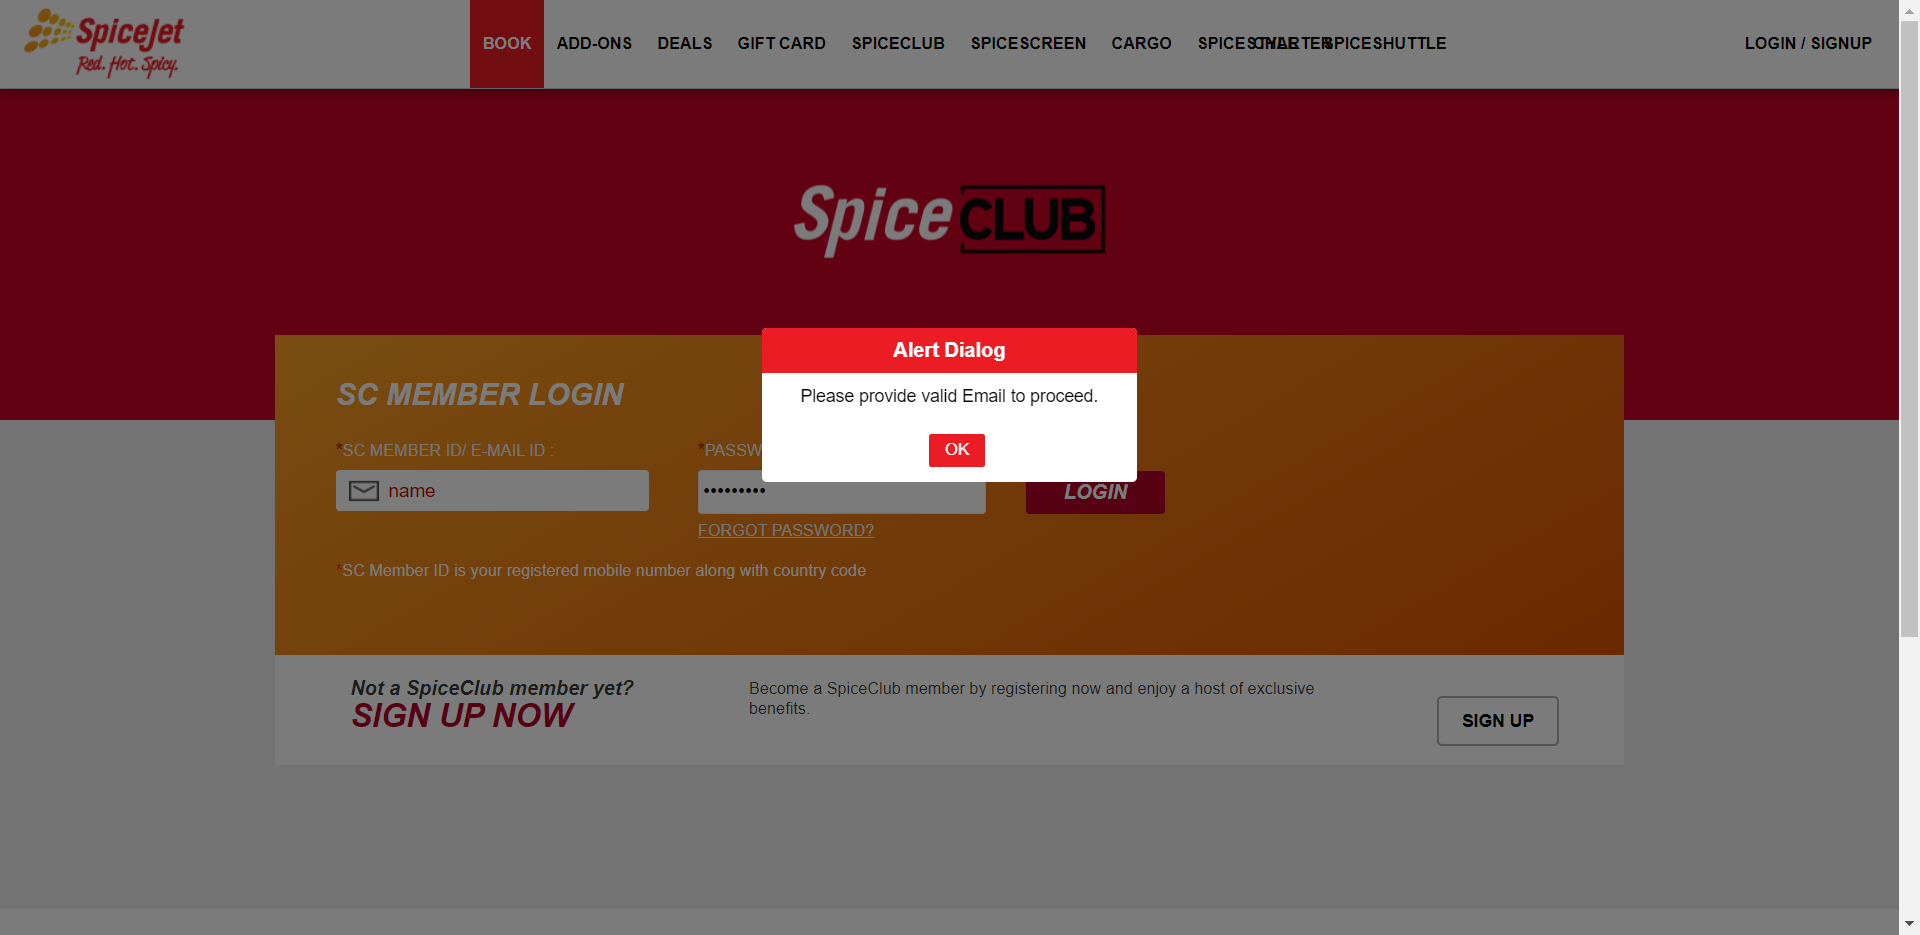 SpiceJet
Red. Hot. Spicy.
BOOK ADD-ONS DEALS GIFT CARD SPICECLUB SPICESCREEN CARGO SPICESTYLE CHARTER SPICESHUTTLE LOGIN / SIGNUP
Spice CLUB
Alert Dialog
Please provide valid Email to proceed.
OK
SC MEMBER LOGIN
*SC MEMBER ID/ E-MAIL ID :
name
*PASSW
•••••••••
LOGIN
FORGOT PASSWORD?
*SC Member ID is your registered mobile number along with country code
Not a SpiceClub member yet?
SIGN UP NOW
Become a SpiceClub member by registering now and enjoy a host of exclusive
benefits.
SIGN UP